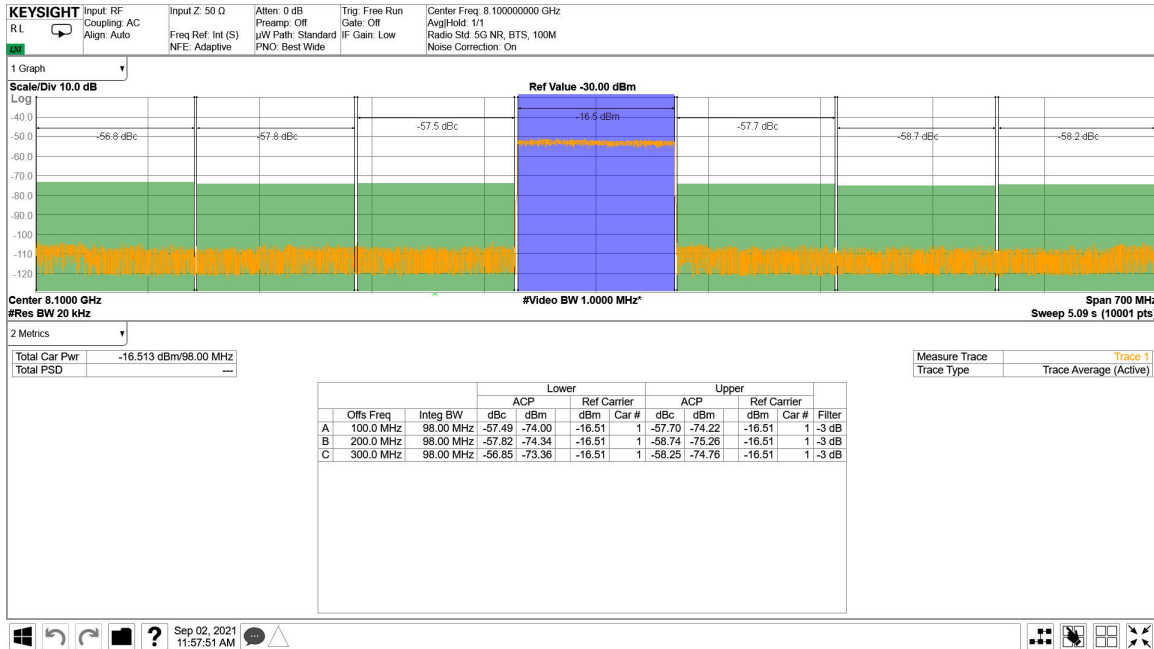 KEYSIGHT Input: RF Input Z: 50 Ω Atten: 0 dB Trig: Free Run Center Freq: 8.100000000 GHz
RL Coupling: AC Preamp: Off Gate: Off Avg|Hold: 1/1
Align: Auto Freq Ref: Int (S) µW Path: Standard IF Gain: Low Radio Std: 5G NR, BTS, 100M
LXI NFE: Adaptive PNO: Best Wide Noise Correction: On
1 Graph
Scale/Div 10.0 dB Ref Value -30.00 dBm
Log
-40.0
-50.0
-60.0
-70.0
-80.0
-90.0
-100
-110
-120
-56.8 dBc -57.8 dBc -57.5 dBc -16.5 dBm -57.7 dBc -58.7 dBc -58.2 dBc
Center 8.1000 GHz #Video BW 1.0000 MHz* Span 700 MHz
#Res BW 20 kHz Sweep 5.09 s (10001 pts)
2 Metrics
Total Car Pwr -16.513 dBm/98.00 MHz Measure Trace Trace 1
Total PSD --- Trace Type Trace Average (Active)
Lower Upper
ACP Ref Carrier ACP Ref Carrier
Offs Freq Integ BW dBc dBm dBm Car # dBc dBm dBm Car # Filter
A 100.0 MHz 98.00 MHz -57.49 -74.00 -16.51 1 -57.70 -74.22 -16.51 1 -3 dB
B 200.0 MHz 98.00 MHz -57.82 -74.34 -16.51 1 -58.74 -75.26 -16.51 1 -3 dB
C 300.0 MHz 98.00 MHz -56.85 -73.36 -16.51 1 -58.25 -74.76 -16.51 1 -3 dB
? Sep 02, 2021
11:57:51 AM